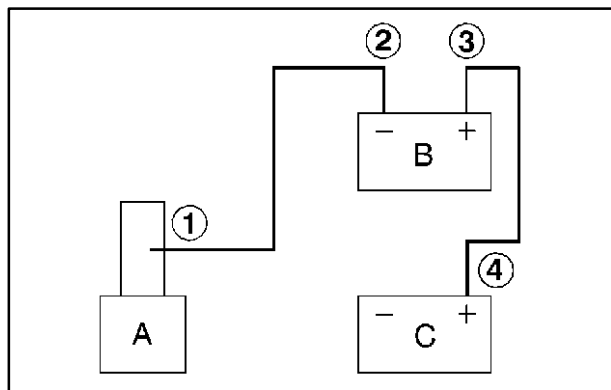 ② ③
− +
B
①
④
A
− +
C